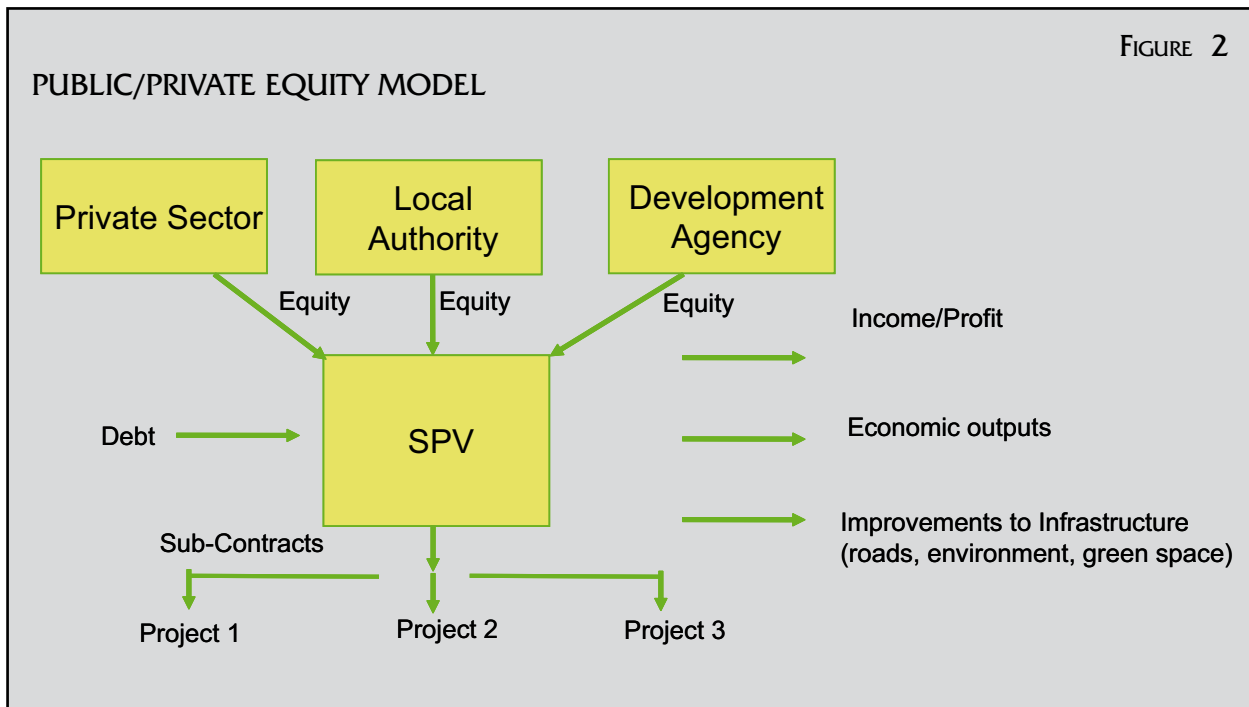 FIGURE 2
PUBLIC/PRIVATE EQUITY MODEL
Private Sector
Local
Authority
Development
Agency
Equity
Equity
Equity
Income/Profit
Debt
SPV
Economic outputs
Sub-Contracts
Improvements to Infrastructure
(roads, environment, green space)
Project 1
Project 2
Project 3